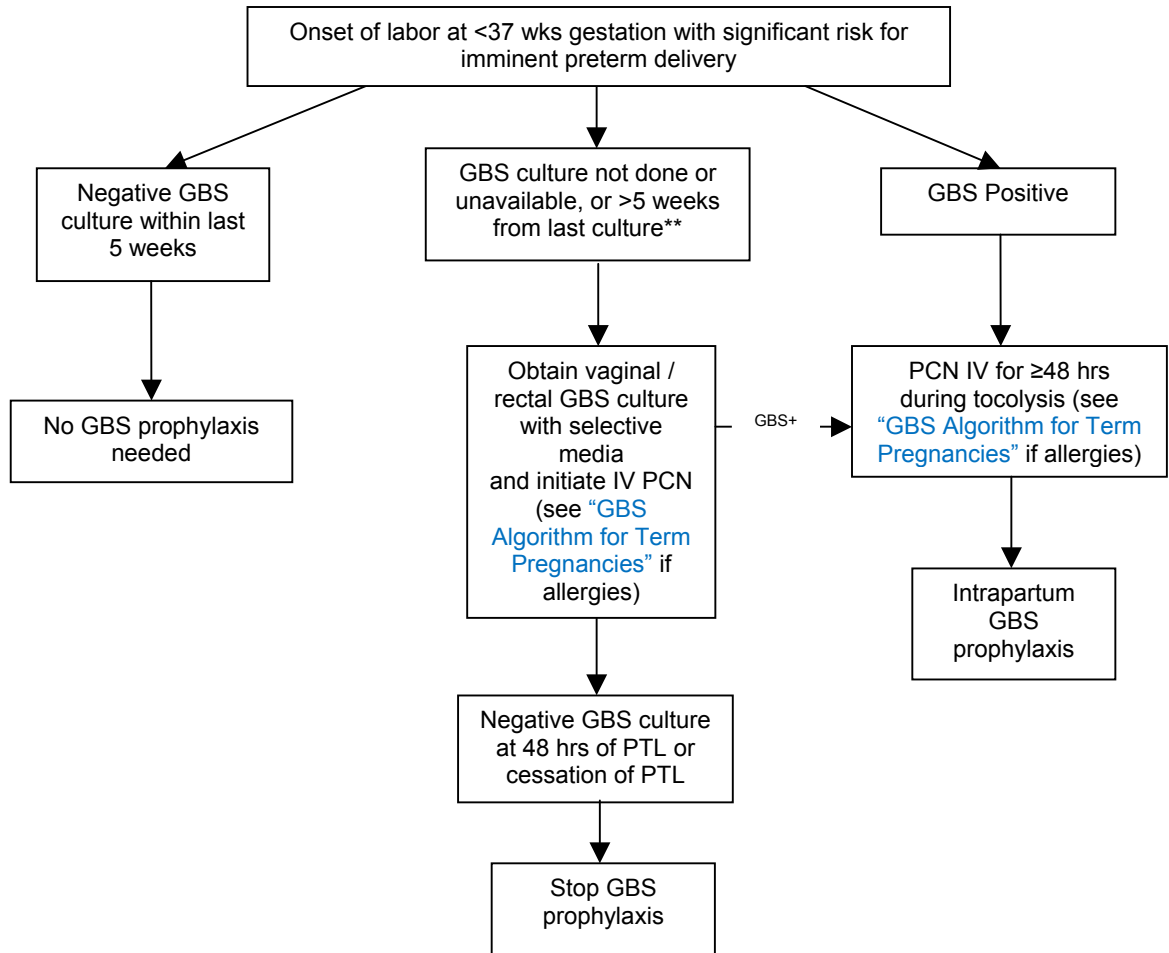 Onset of labor at <37 wks gestation with significant risk for
imminent preterm delivery
Negative GBS
culture within last
5 weeks
GBS culture not done or
unavailable, or >5 weeks
from last culture**
GBS Positive
No GBS prophylaxis
needed
Obtain vaginal /
rectal GBS culture
with selective
media
and initiate IV PCN
(see “GBS
Algorithm for Term
Pregnancies” if
allergies)
GBS+
PCN IV for ≥48 hrs
during tocolysis (see
“GBS Algorithm for Term
Pregnancies” if allergies)
Intrapartum
GBS
prophylaxis
Negative GBS culture
at 48 hrs of PTL or
cessation of PTL
Stop GBS
prophylaxis